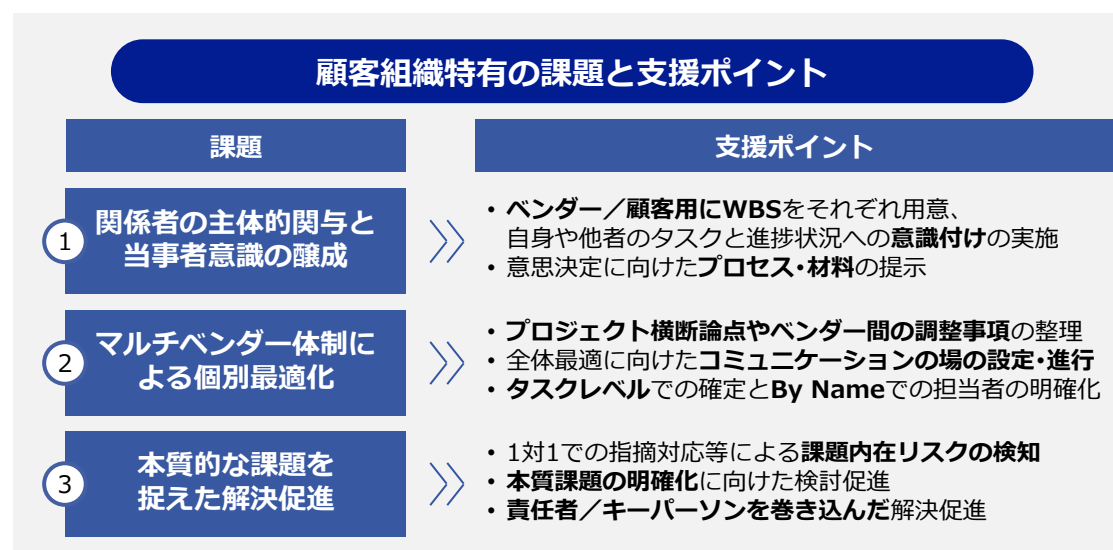 顧客組織特有の課題と支援ポイント
課題
支援ポイント
1
関係者の主体的関与と
当事者意識の醸成
• ベンダー／顧客用にWBSをそれぞれ用意、
自身や他者のタスクと進捗状況への意識付けの実施
• 意思決定に向けたプロセス・材料の提示
2
マルチベンダー体制に
よる個別最適化
• プロジェクト横断論点やベンダー間の調整事項の整理
• 全体最適に向けたコミュニケーションの場の設定・進行
• タスクレベルでの確定とBy Nameでの担当者の明確化
3
本質的な課題を
捉えた解決促進
• 1対1での指摘対応等による課題内在リスクの検知
• 本質課題の明確化に向けた検討促進
• 責任者／キーパーソンを巻き込んだ解決促進